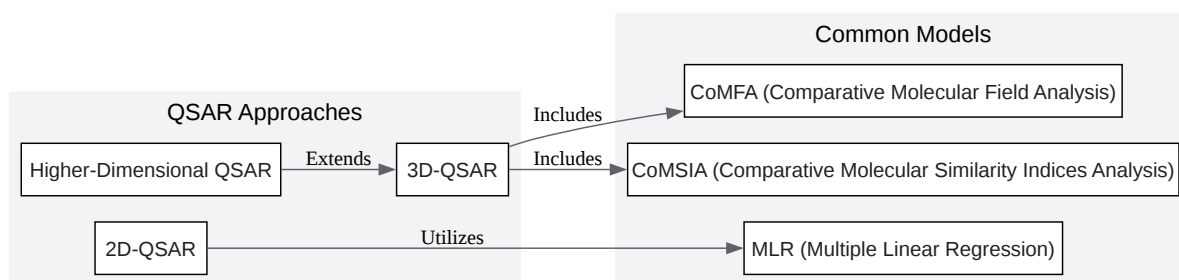 Common Models
CoMFA (Comparative Molecular Field Analysis)
QSAR Approaches
Includes
Higher-Dimensional QSAR
Extends
3D-QSAR
Includes
CoMSIA (Comparative Molecular Similarity Indices Analysis)
2D-QSAR
Utilizes
MLR (Multiple Linear Regression)